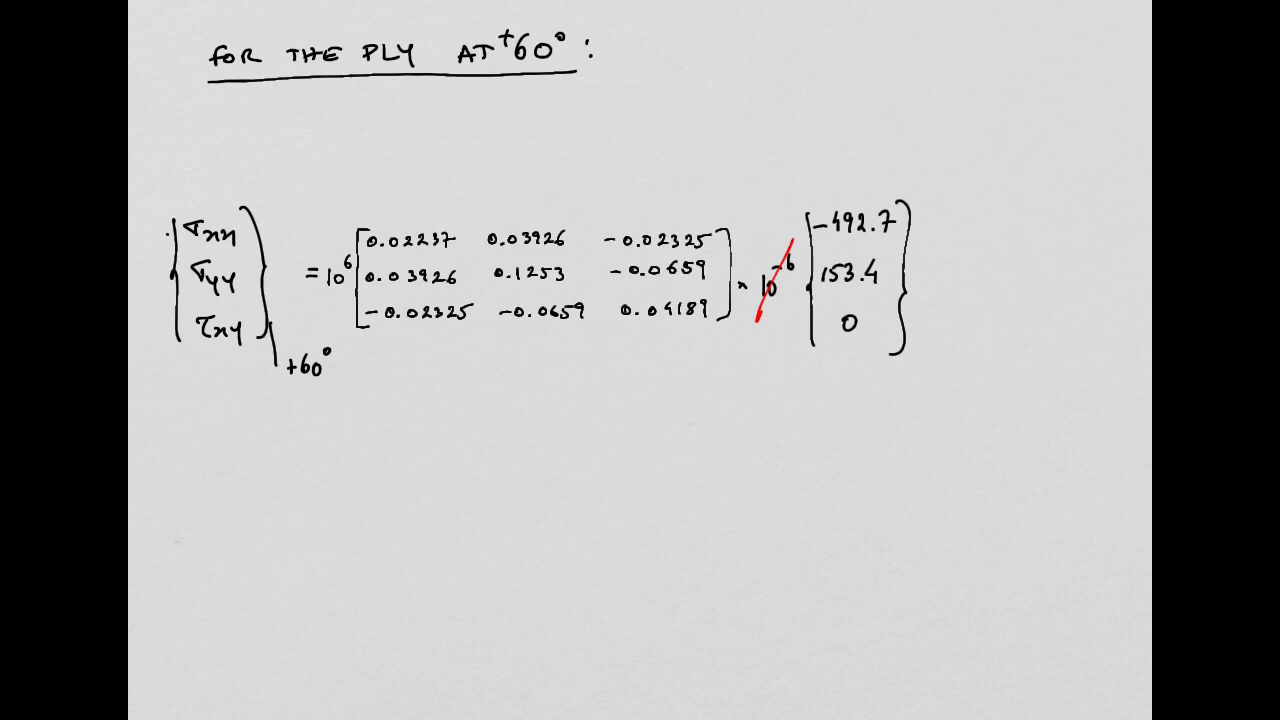 FOR THE PLY AT +60° :
{σxx σyy τxy}|+60° = 10^6 [0.02237 0.03926 -0.02325
0.03926 0.1253 -0.0659
-0.02325 -0.0659 0.04189] × 10^-6 {-492.7
153.4
0}